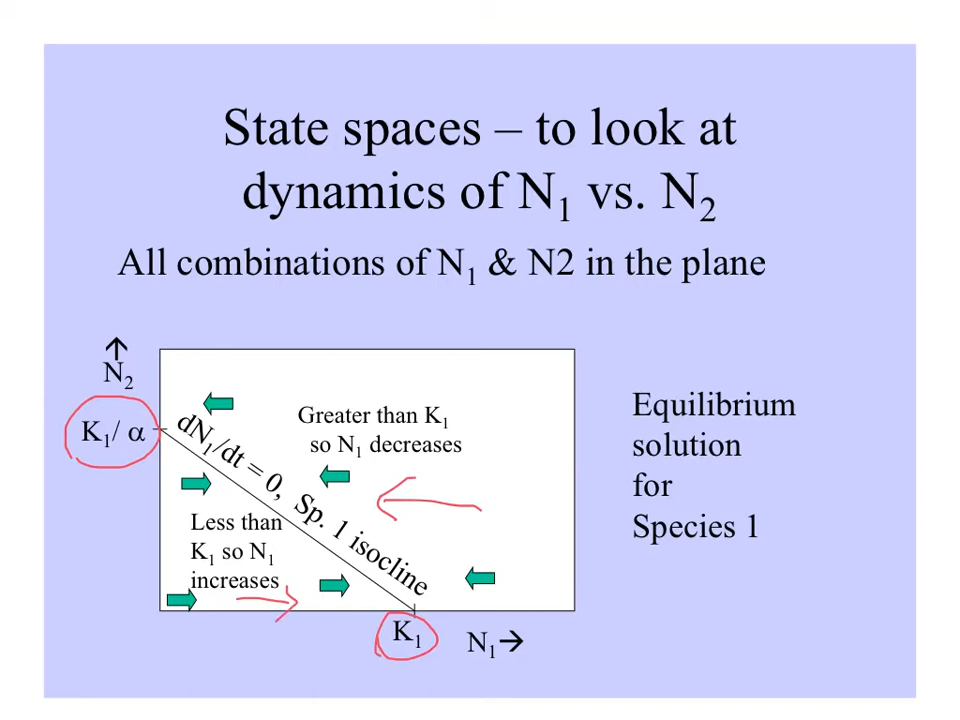 State spaces – to look at
dynamics of N₁ vs. N₂
All combinations of N₁ & N2 in the plane
↑
N₂
K₁/ α
dN₁/dt = 0, Sp. 1 isocline
Greater than K₁
so N₁ decreases
Less than
K₁ so N₁
increases
K₁
N₁→
Equilibrium
solution
for
Species 1